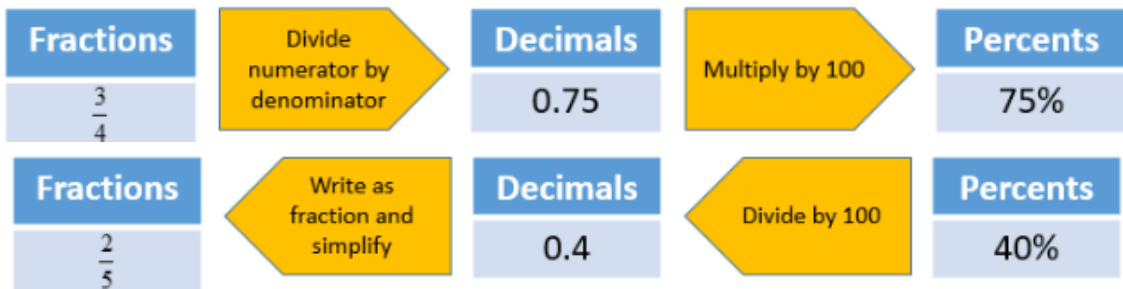 Fractions
3
4
Divide
numerator by
denominator
Decimals
0.75
Multiply by 100
Percents
75%
Fractions
2
5
Write as
fraction and
simplify
Decimals
0.4
Divide by 100
Percents
40%